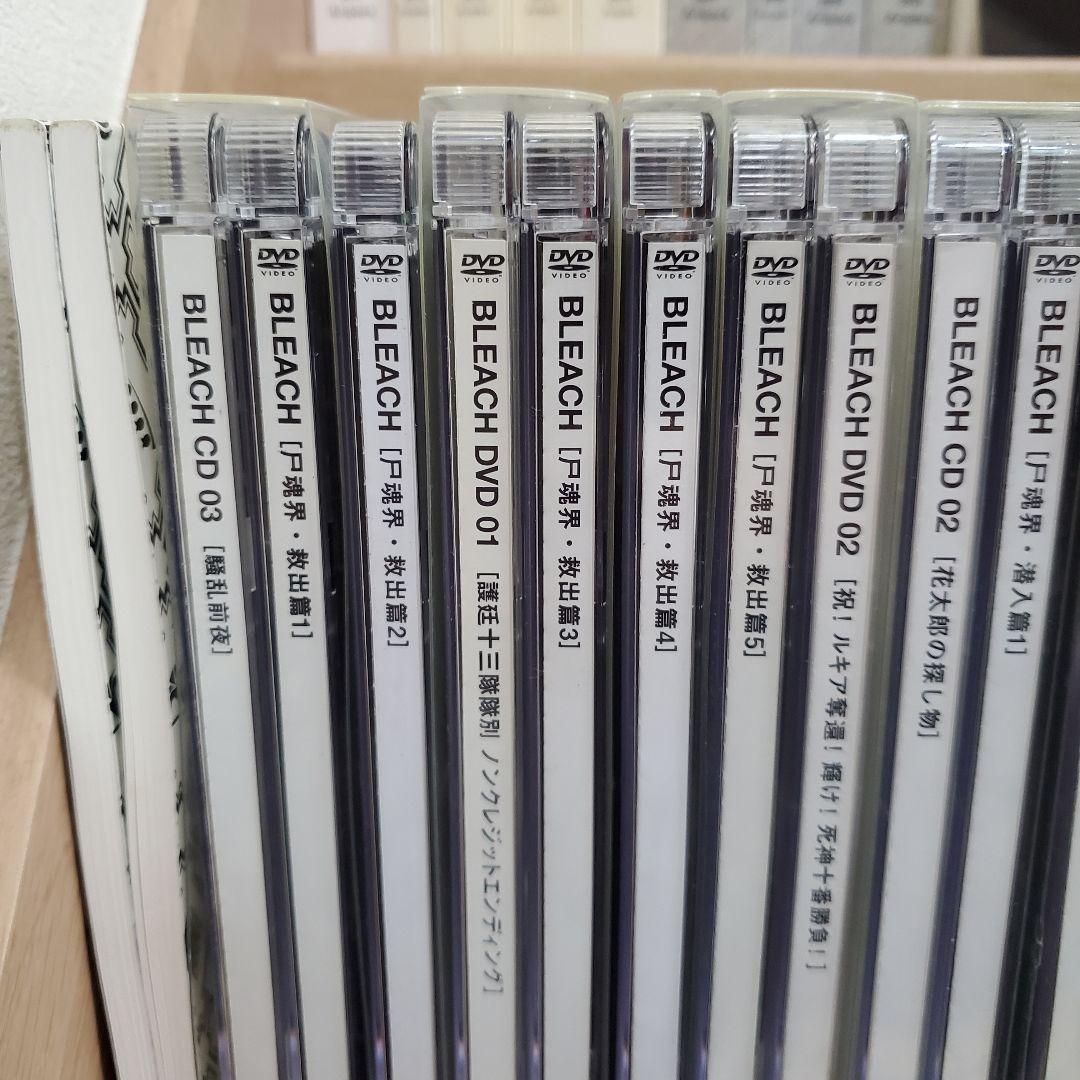 BLEACH CD 03 [騒乱前夜]
DVD VIDEO BLEACH [尸魂界・救出篇1]
DVD VIDEO BLEACH [尸魂界・救出篇2]
DVD VIDEO BLEACH DVD 01 [護廷十三隊隊別 ノンクレジットエンディング]
DVD VIDEO BLEACH [尸魂界・救出篇3]
DVD VIDEO BLEACH [尸魂界・救出篇4]
DVD VIDEO BLEACH [尸魂界・救出篇5]
DVD VIDEO BLEACH DVD 02 [祝!ルキア奪還!輝け!死神十番勝負!]
BLEACH CD 02 [花太郎の探し物]
DVD VIDEO BLEACH [尸魂界・潜入篇1]